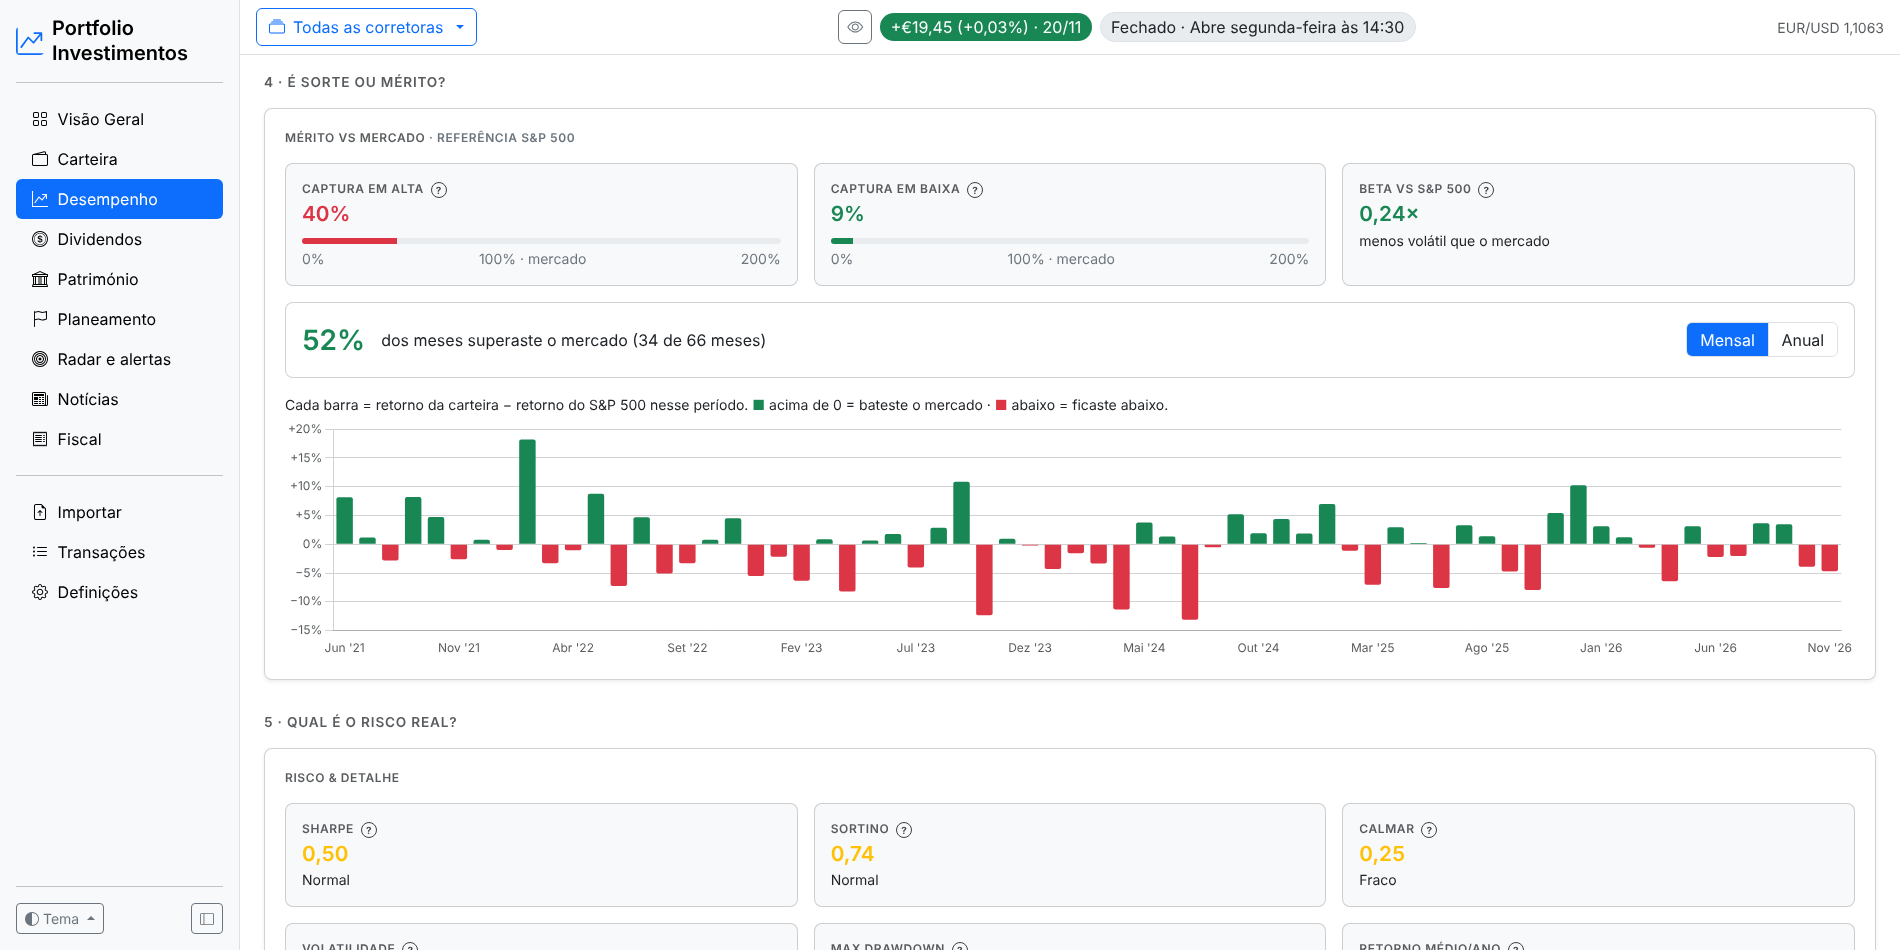 Portfolio
Investimentos
Visão Geral
Carteira
Desempenho
Dividendos
Património
Planeamento
Radar e alertas
Notícias
Fiscal
Importar
Transações
Definições
Tema
Todas as corretoras
+€19,45 (+0,03%) · 20/11
Fechado · Abre segunda-feira às 14:30
EUR/USD 1,1063
4 · É SORTE OU MÉRITO?
MÉRITO VS MERCADO · REFERÊNCIA S&P 500
CAPTURA EM ALTA ?
40%
0% 100% · mercado 200%
CAPTURA EM BAIXA ?
9%
0% 100% · mercado 200%
BETA VS S&P 500 ?
0,24×
menos volátil que o mercado
52% dos meses superaste o mercado (34 de 66 meses)
Mensal Anual
Cada barra = retorno da carteira − retorno do S&P 500 nesse período. acima de 0 = bateste o mercado · abaixo = ficaste abaixo.
+20%
+15%
+10%
+5%
0%
−5%
−10%
−15%
Jun '21 Nov '21 Abr '22 Set '22 Fev '23 Jul '23 Dez '23 Mai '24 Out '24 Mar '25 Ago '25 Jan '26 Jun '26 Nov '26
5 · QUAL É O RISCO REAL?
RISCO & DETALHE
SHARPE ?
0,50
Normal
SORTINO ?
0,74
Normal
CALMAR ?
0,25
Fraco
VOLATILIDADE ?
MAX DRAWDOWN ?
RETORNO MÉDIO/ANO ?